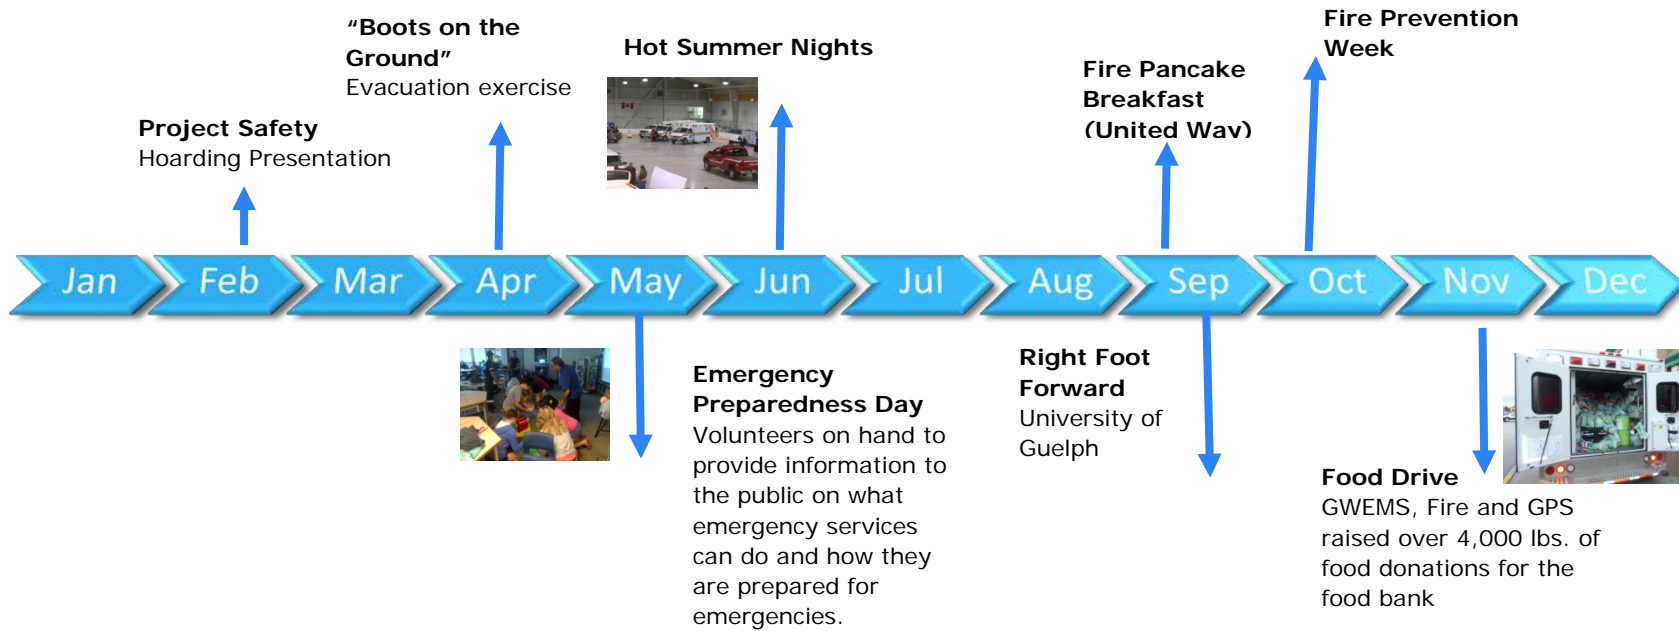 "Boots on the
Ground"
Evacuation exercise
Hot Summer Nights
Fire Prevention
Week
Fire Pancake
Breakfast
(United Way)
Project Safety
Hoarding Presentation
Jan
Feb
Mar
Apr
May
Jun
Jul
Aug
Sep
Oct
Nov
Dec
Emergency
Preparedness Day
Volunteers on hand to
provide information to
the public on what
emergency services
can do and how they
are prepared for
emergencies.
Right Foot
Forward
University of
Guelph
Food Drive
GWEMS, Fire and GPS
raised over 4,000 lbs. of
food donations for the
food bank